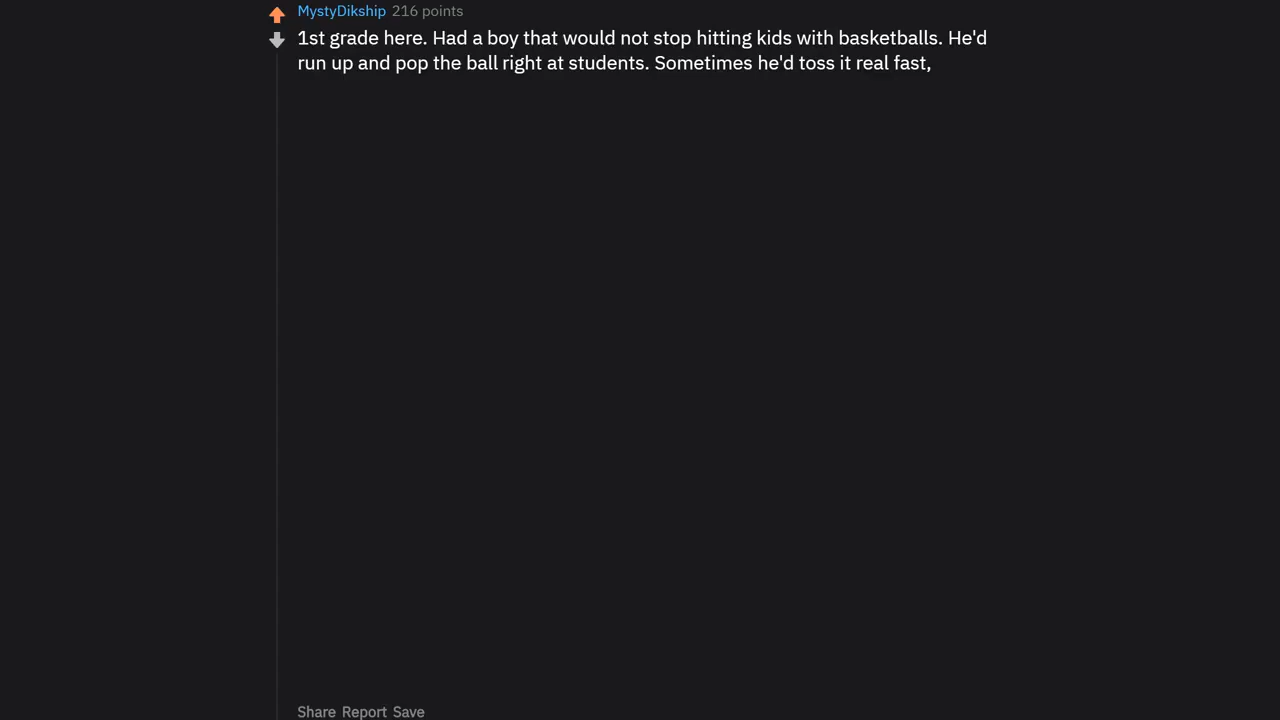 MystyDikship 216 points
1st grade here. Had a boy that would not stop hitting kids with basketballs. He'd
run up and pop the ball right at students. Sometimes he'd toss it real fast,
Share Report Save